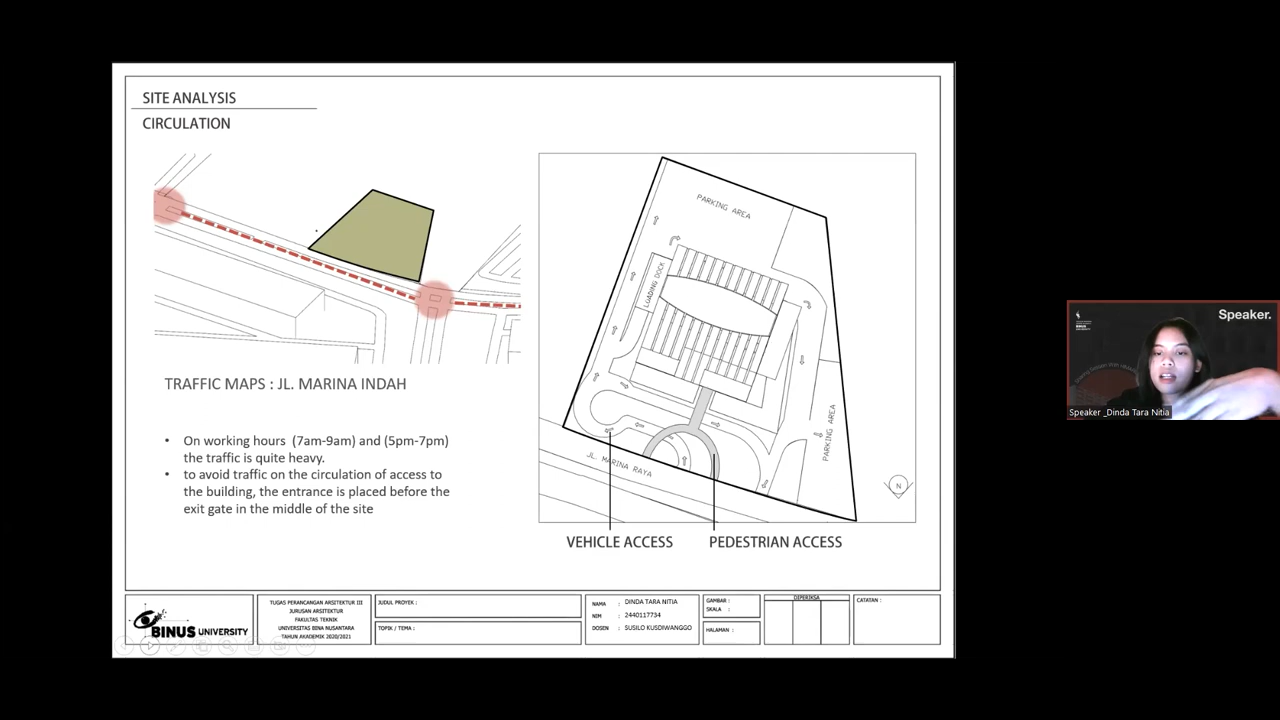 SITE ANALYSIS
CIRCULATION
TRAFFIC MAPS : JL. MARINA INDAH
• On working hours (7am-9am) and (5pm-7pm)
the traffic is quite heavy.
• to avoid traffic on the circulation of access to
the building, the entrance is placed before the
exit gate in the middle of the site
PARKING AREA
LOADING DOCK
PARKING AREA
JL. MARINA RAYA
N
VEHICLE ACCESS
PEDESTRIAN ACCESS
BINUS UNIVERSITY
TUGAS PERANCANGAN ARSITEKTUR III
JURUSAN ARSITEKTUR
FAKULTAS TEKNIK
UNIVERSITAS BINA NUSANTARA
TAHUN AKADEMIK 2020/2021
JUDUL PROYEK :
TOPIK / TEMA :
NAMA : DINDA TARA NITIA
NIM : 2440117734
DOSEN : SUSILO KUSDIWANGGO
GAMBAR :
SKALA :
HALAMAN :
DIPERIKSA
CATATAN :
Speaker.
BINUS
Speaker _Dinda Tara Nitia